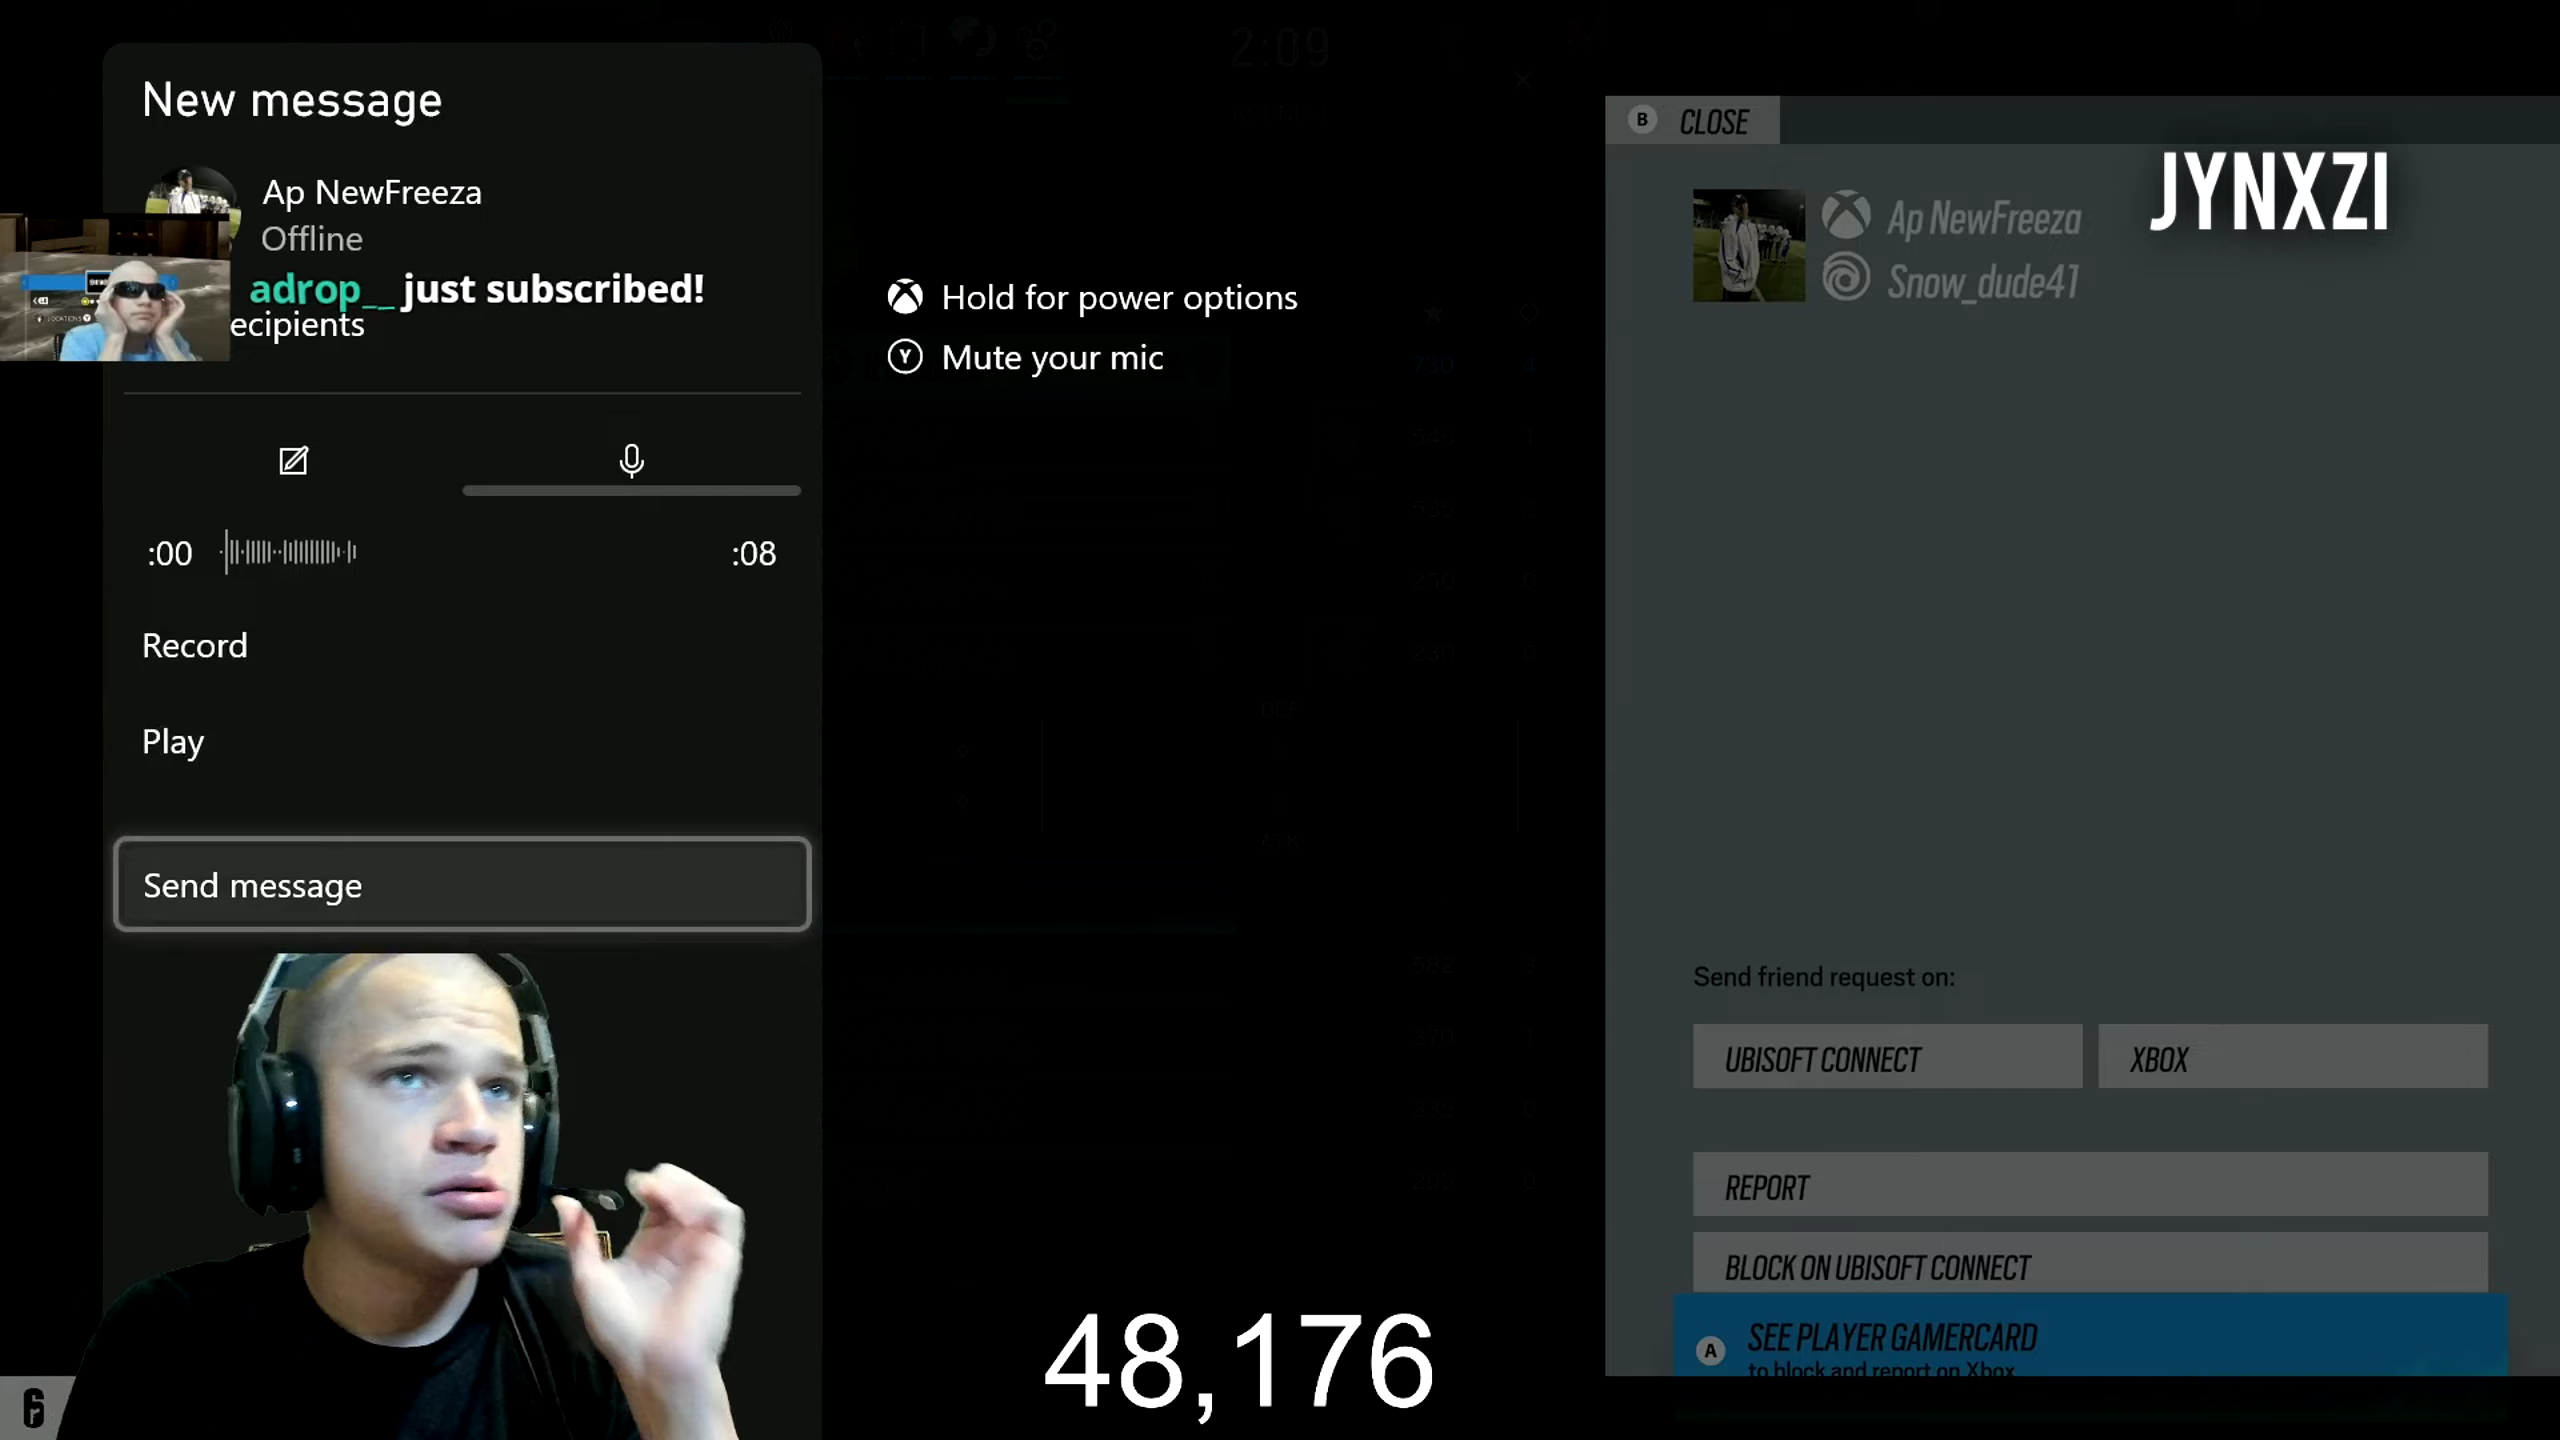 New message
Ap NewFreeza
Offline
adrop__ just subscribed!
ecipients
:00
:08
Record
Play
Send message
2:09
Hold for power options
Y Mute your mic
48,176
B CLOSE
JYNXZI
Ap NewFreeza
Snow_dude41
Send friend request on:
UBISOFT CONNECT
XBOX
REPORT
BLOCK ON UBISOFT CONNECT
A SEE PLAYER GAMERCARD
to block and report on Xbox